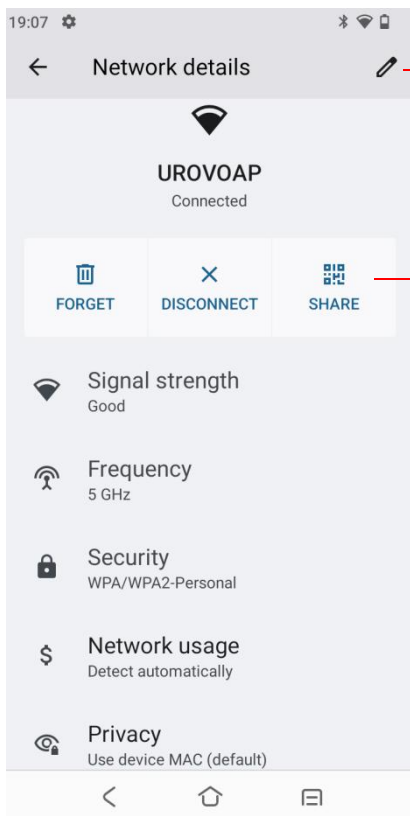 19:07
Network details
UROVOAP
Connected
FORGET DISCONNECT SHARE
Signal strength
Good
Frequency
5 GHz
Security
WPA/WPA2-Personal
$ Network usage
Detect automatically
Privacy
Use device MAC (default)